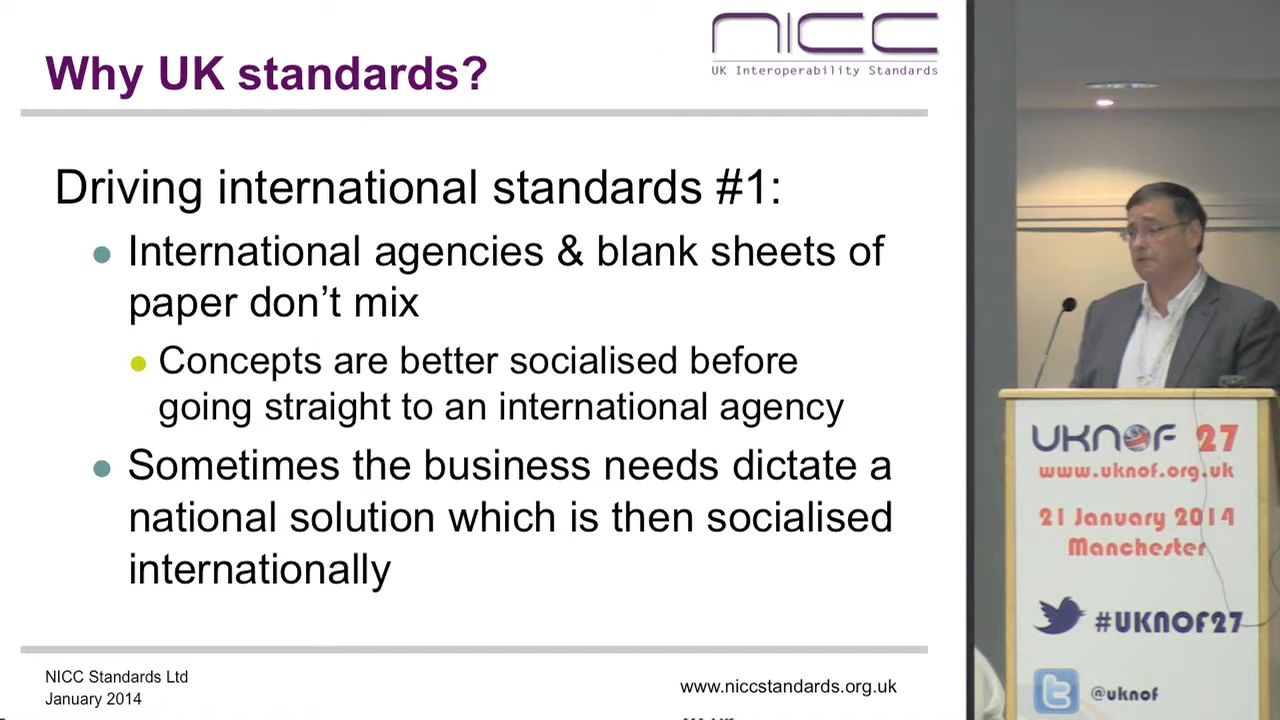 Why UK standards?
NICC
UK Interoperability Standards
Driving international standards #1:
International agencies & blank sheets of
paper don’t mix
Concepts are better socialised before
going straight to an international agency
Sometimes the business needs dictate a
national solution which is then socialised
internationally
NICC Standards Ltd
January 2014
www.niccstandards.org.uk
UKNOF 27
www.uknof.org.uk
21 January 2014
Manchester
#UKNOF27
@uknof